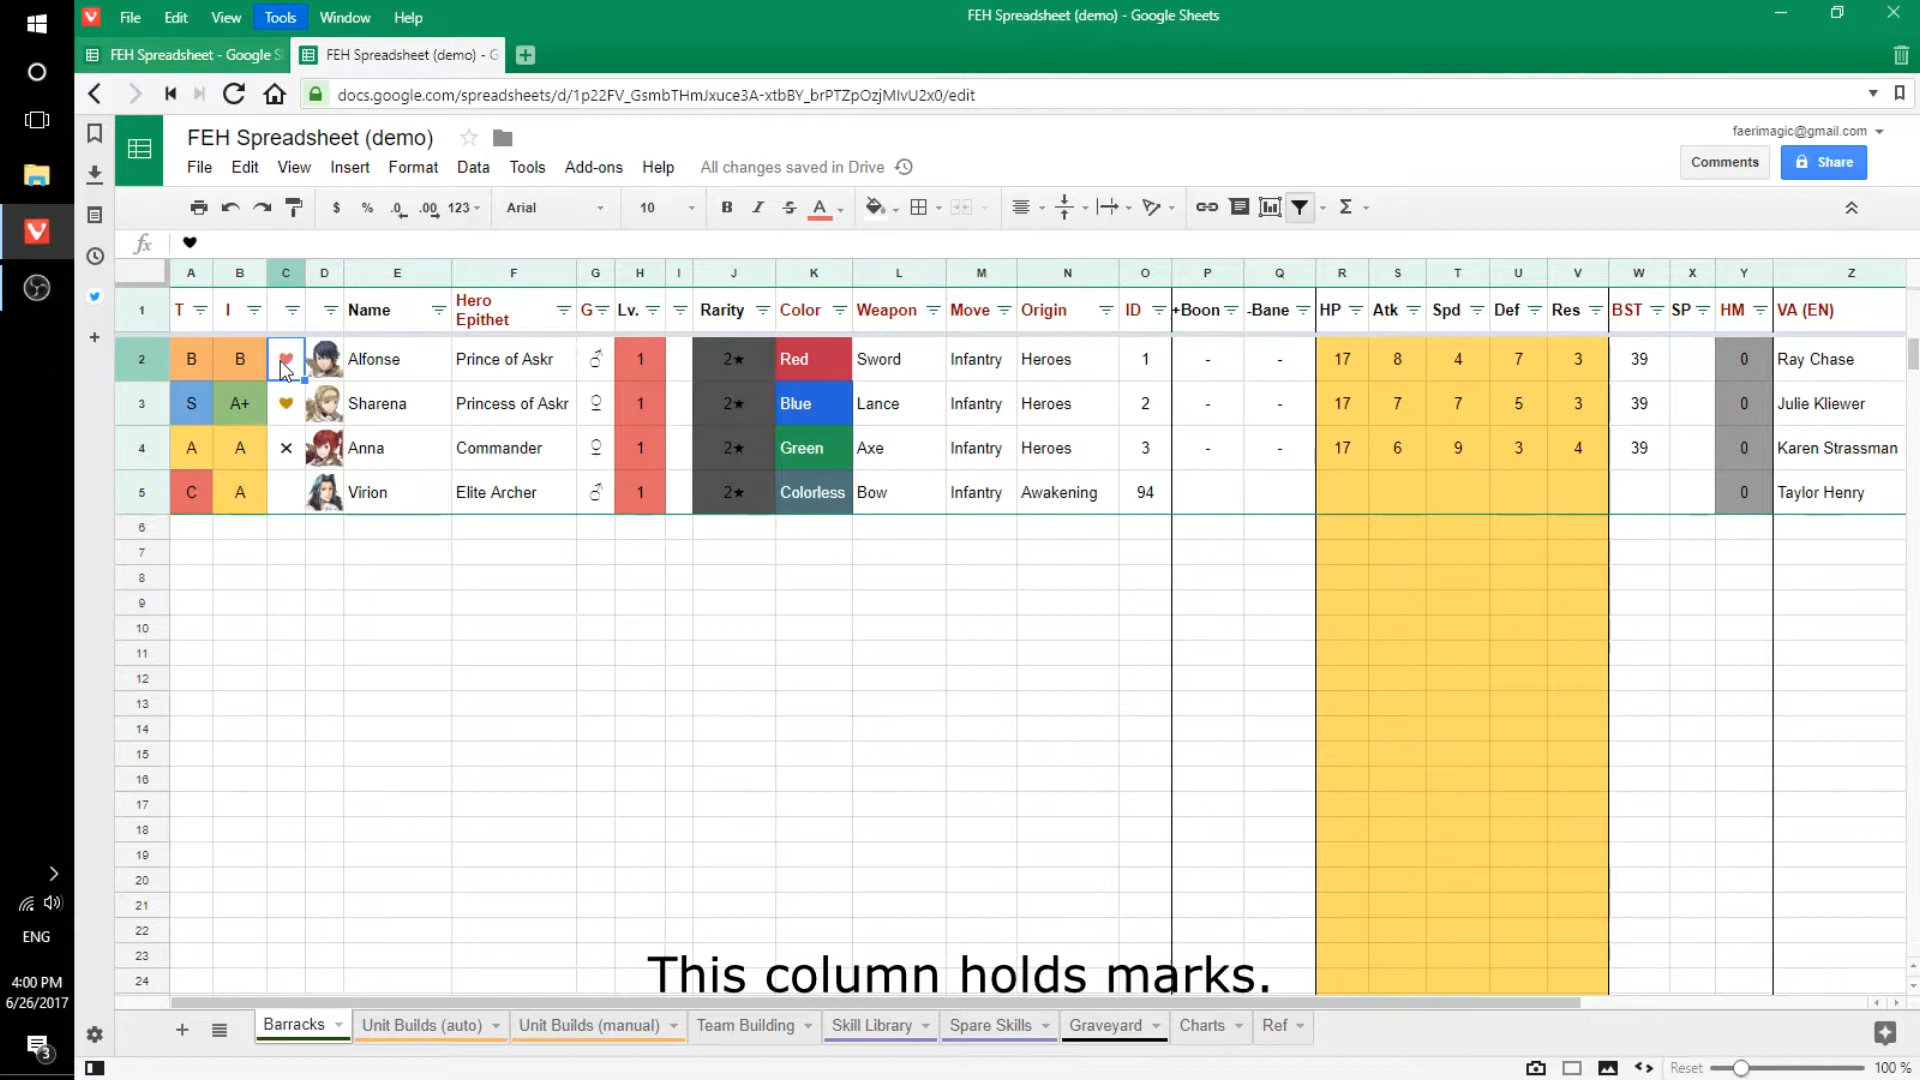 File Edit View Tools Window Help FEH Spreadsheet (demo) - Google Sheets
FEH Spreadsheet - Google S FEH Spreadsheet (demo) - G
docs.google.com/spreadsheets/d/1p22FV_GsmbTHmJxuce3A-xtbBY_brPTZpOzjMIvU2x0/edit
FEH Spreadsheet (demo) faerimagic@gmail.com
File Edit View Insert Format Data Tools Add-ons Help All changes saved in Drive Comments Share
$ % .0 .00 123 Arial 10 B I S A Σ
fx ♥
A B C D E F G H I J K L M N O P Q R S T U V W X Y Z
1 T I Name Hero Epithet G Lv. Rarity Color Weapon Move Origin ID +Boon -Bane HP Atk Spd Def Res BST SP HM VA (EN)
2 B B ♥ Alfonse Prince of Askr ♂ 1 2★ Red Sword Infantry Heroes 1 - - 17 8 4 7 3 39 0 Ray Chase
3 S A+ ♥ Sharena Princess of Askr ♀ 1 2★ Blue Lance Infantry Heroes 2 - - 17 7 7 5 3 39 0 Julie Kliewer
4 A A ✕ Anna Commander ♀ 1 2★ Green Axe Infantry Heroes 3 - - 17 6 9 3 4 39 0 Karen Strassman
5 C A Virion Elite Archer ♂ 1 2★ Colorless Bow Infantry Awakening 94 0 Taylor Henry
6
7
8
9
10
11
12
13
14
15
16
17
18
19
20
21
22
23
24
This column holds marks.
Barracks Unit Builds (auto) Unit Builds (manual) Team Building Skill Library Spare Skills Graveyard Charts Ref
Reset 100 %
ENG
4:00 PM
6/26/2017
3